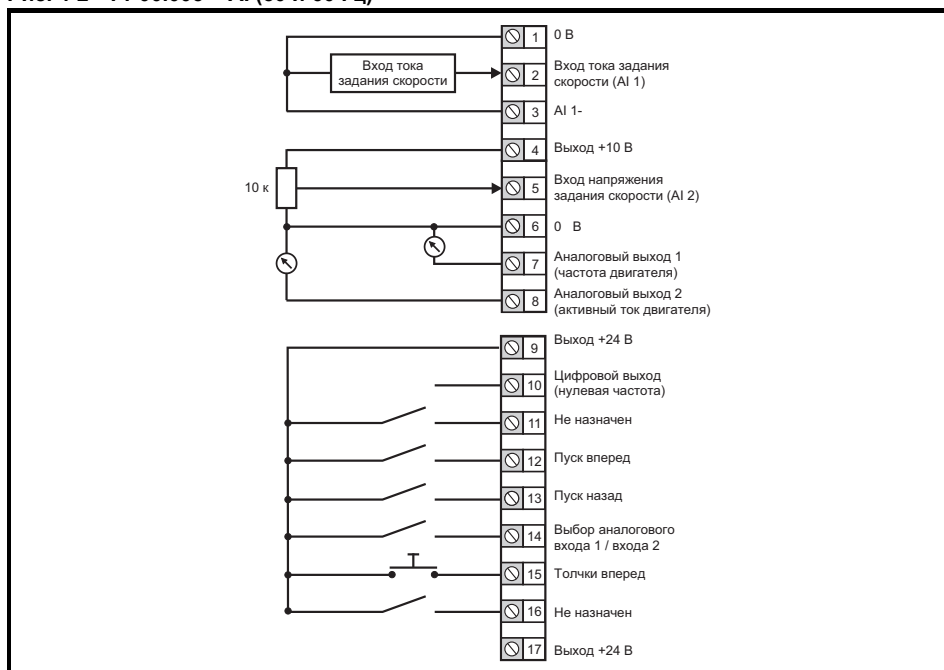 1 0 В
Вход тока
задания скорости
2 Вход тока задания
скорости (AI 1)
3 AI 1-
4 Выход +10 В
10 к
5 Вход напряжения
задания скорости (AI 2)
6 0 В
7 Аналоговый выход 1
(частота двигателя)
8 Аналоговый выход 2
(активный ток двигателя)
9 Выход +24 В
10 Цифровой выход
(нулевая частота)
11 Не назначен
12 Пуск вперед
13 Пуск назад
14 Выбор аналогового
входа 1 / входа 2
15 Толчки вперед
16 Не назначен
17 Выход +24 В